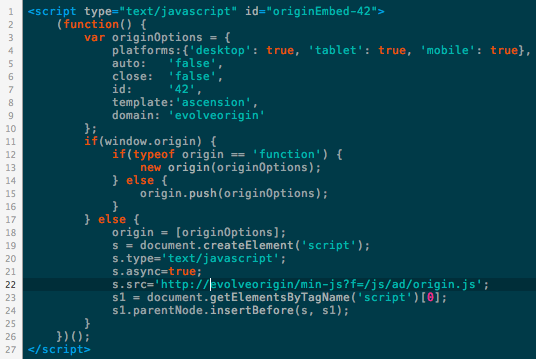 1 <script type="text/javascript" id="originEmbed-42">
2 (function() {
3 var originOptions = {
4 platforms:{'desktop': true, 'tablet': true, 'mobile': true},
5 auto: 'false',
6 close: 'false',
7 id: '42',
8 template:'ascension',
9 domain: 'evolveorigin'
10 };
11 if(window.origin) {
12 if(typeof origin == 'function') {
13 new origin(originOptions);
14 } else {
15 origin.push(originOptions);
16 }
17 } else {
18 origin = [originOptions];
19 s = document.createElement('script');
20 s.type='text/javascript';
21 s.async=true;
22 s.src='http://evolveorigin/min-js?f=/js/ad/origin.js';
23 s1 = document.getElementsByTagName('script')[0];
24 s1.parentNode.insertBefore(s, s1);
25 }
26 })();
27 </script>